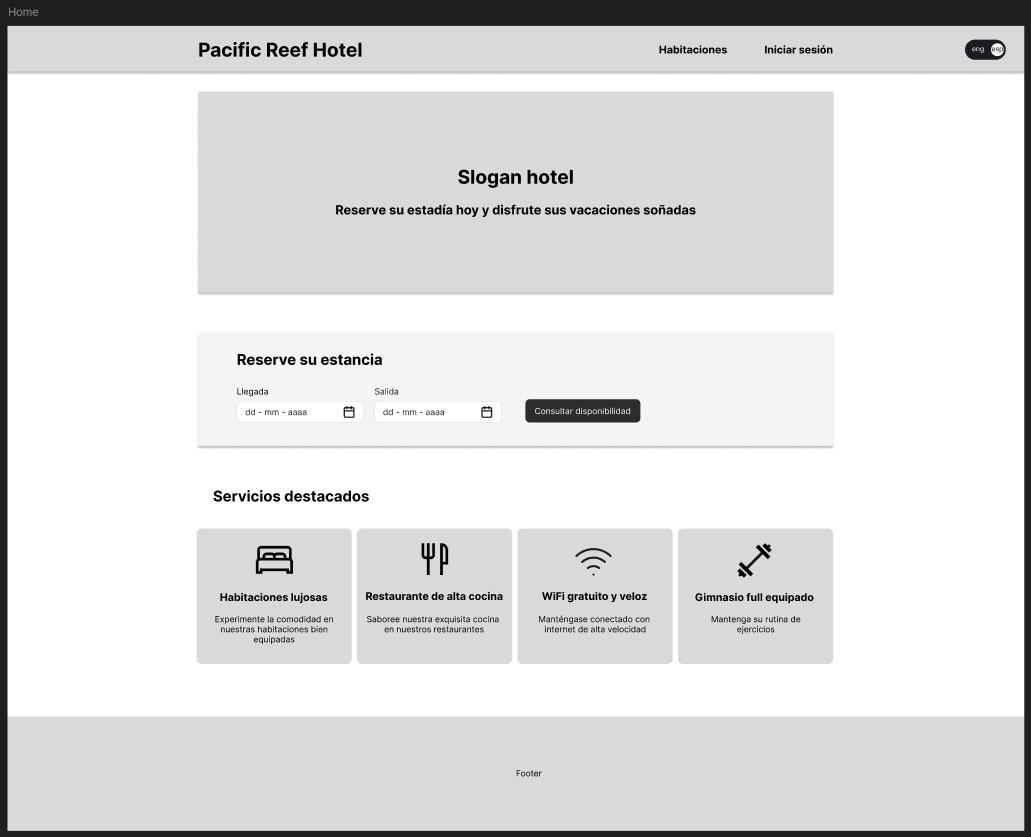 Home
Pacific Reef Hotel
Habitaciones
Iniciar sesión
eng
esp
Slogan hotel
Reserve su estadía hoy y disfrute sus vacaciones soñadas
Reserve su estancia
Llegada
Salida
dd - mm - aaaa
dd - mm - aaaa
Consultar disponibilidad
Servicios destacados
Habitaciones lujosas
Experimente la comodidad en
nuestras habitaciones bien
equipadas
Restaurante de alta cocina
Saboree nuestra exquisita cocina
en nuestros restaurantes
WiFi gratuito y veloz
Manténgase conectado con
internet de alta velocidad
Gimnasio full equipado
Mantenga su rutina de
ejercicios
Footer